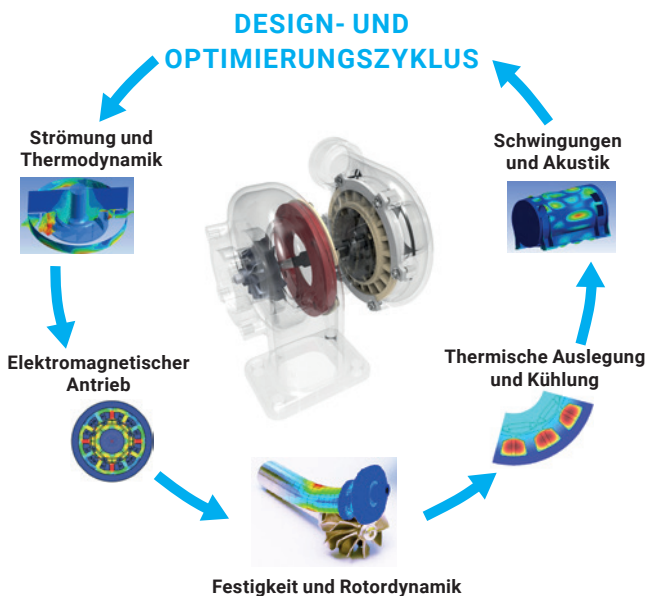 DESIGN- UND
OPTIMIERUNGSZYKLUS
Strömung und
Thermodynamik
Elektromagnetischer
Antrieb
Festigkeit und Rotordynamik
Thermische Auslegung
und Kühlung
Schwingungen
und Akustik